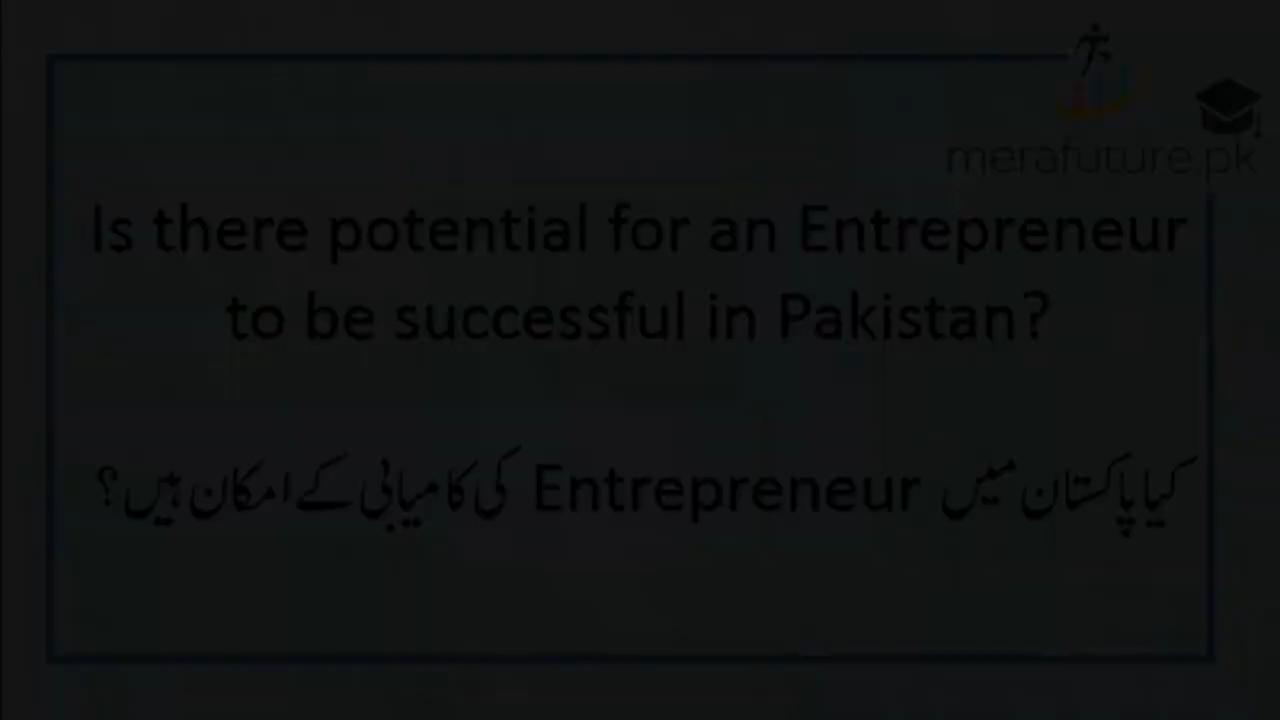 merafuture.pk
Is there potential for an Entrepreneur
to be successful in Pakistan?
کیا پاکستان میں Entrepreneur کی کامیابی کے امکان ہیں؟